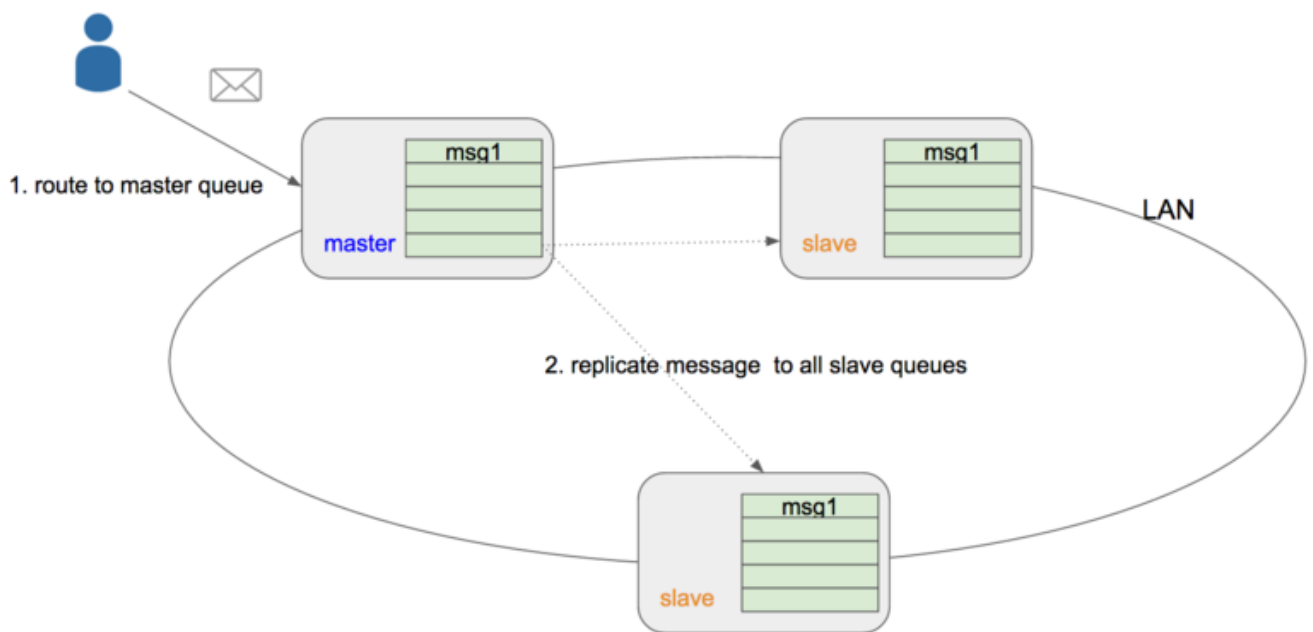 msg1
msg1
1. route to master queue
LAN
master
slave
2. replicate message to all slave queues
msg1
slave